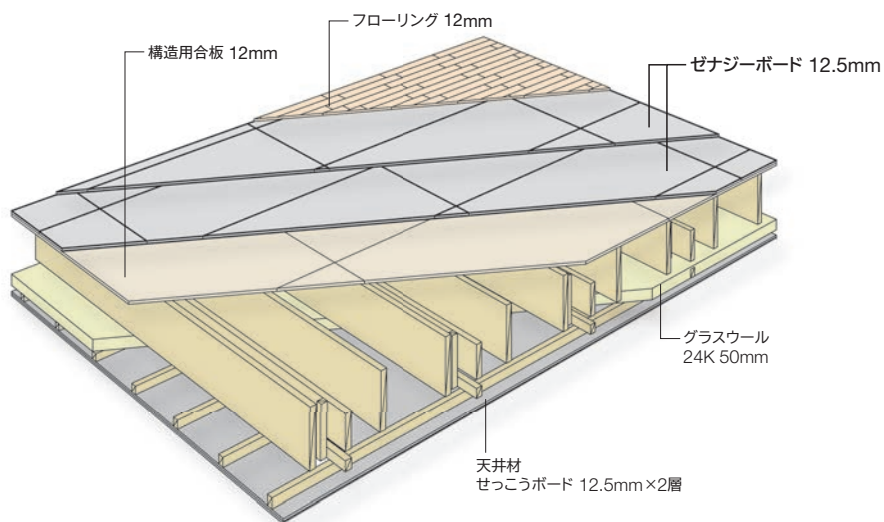 フローリング 12mm
構造用合板 12mm
ゼナジーボード 12.5mm
グラスウール
24K 50mm
天井材
せっこうボード 12.5mm×2層